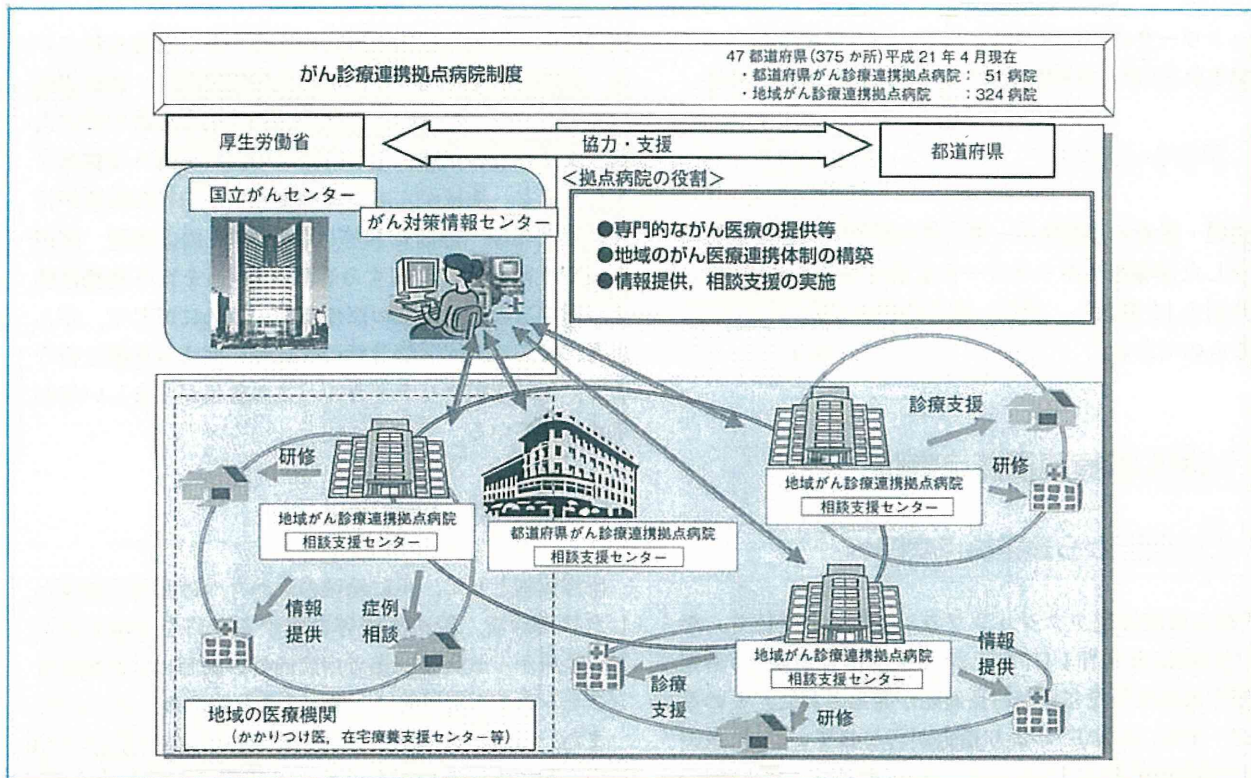 がん診療連携拠点病院制度
47 都道府県(375 か所)平成 21 年 4 月現在
・都道府県がん診療連携拠点病院： 51 病院
・地域がん診療連携拠点病院 ：324 病院
厚生労働省
協力・支援
都道府県
国立がんセンター
がん対策情報センター
＜拠点病院の役割＞
●専門的ながん医療の提供等
●地域のがん医療連携体制の構築
●情報提供，相談支援の実施
診療支援
研修
地域がん診療連携拠点病院
相談支援センター
研修
地域がん診療連携拠点病院
相談支援センター
都道府県がん診療連携拠点病院
相談支援センター
情報
提供
症例
相談
地域がん診療連携拠点病院
相談支援センター
情報
提供
診療
支援
研修
地域の医療機関
（かかりつけ医，在宅療養支援センター等）